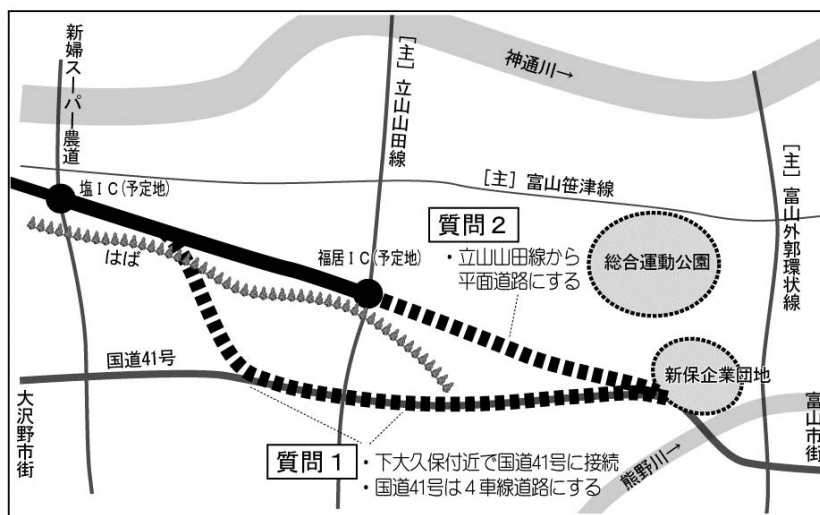 新婦スーパー農道
[主]立山山田線
神通川→
[主]富山外郭環状線
塩IC(予定地)
[主]富山笹津線
はば
福居IC(予定地)
質問2
・立山山田線から
平面道路にする
総合運動公園
国道41号
新保企業団地
大沢野市街
富山市街
熊野川→
質問1
・下大久保付近で国道41号に接続
・国道41号は4車線道路にする